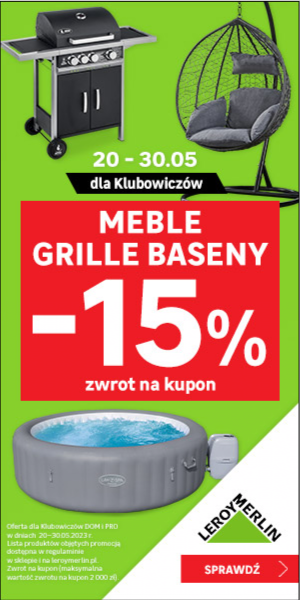 20 - 30.05
dla Klubowiczów
MEBLE
GRILLE BASENY
-15%
zwrot na kupon
Oferta dla Klubowiczów DOM i PRO
w dniach 20-30.05.2023 r.
Lista produktów objętych promocją
dostępna w regulaminie
w sklepie i na leroymerlin.pl.
Zwrot na kupon (maksymalna
wartość zwrotu na kupon 2 000 zł)
LEROY MERLIN
SPRAWDŹ